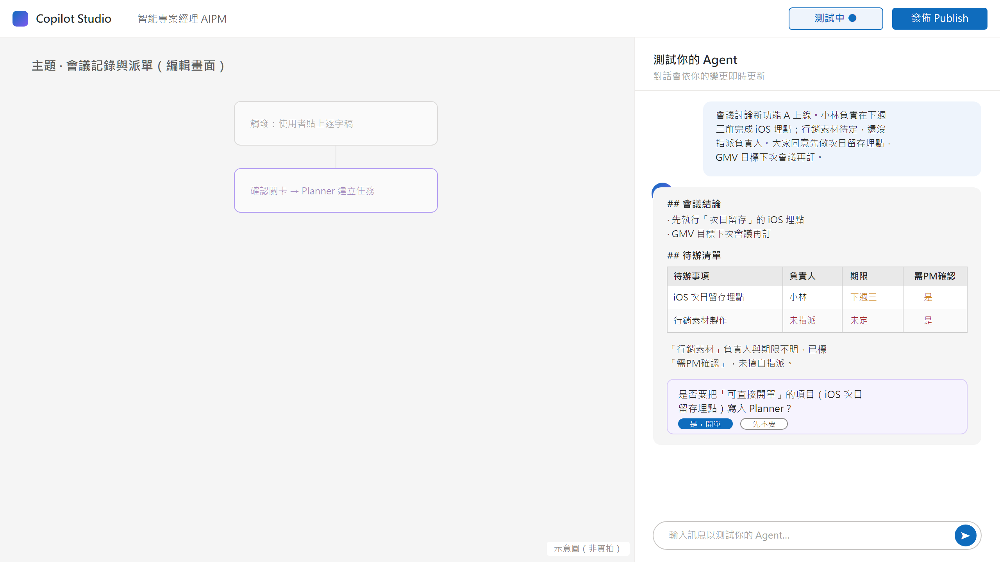 Copilot Studio
智能專案經理 AIPM
測試中
發佈 Publish
主題 · 會議記錄與派單（編輯畫面）
觸發：使用者貼上逐字稿
確認關卡 → Planner 建立任務
示意圖（非實拍）
測試你的 Agent
對話會依你的變更即時更新
會議討論新功能 A 上線。小林負責在下週
三前完成 iOS 埋點；行銷素材待定，還沒
指派負責人。大家同意先做次日留存埋點，
GMV 目標下次會議再訂。
## 會議結論
· 先執行「次日留存」的 iOS 埋點
· GMV 目標下次會議再訂
## 待辦清單
待辦事項 負責人 期限 需PM確認
iOS 次日留存埋點 小林 下週三 是
行銷素材製作 未指派 未定 是
「行銷素材」負責人與期限不明，已標
「需PM確認」，未擅自指派。
是否要把「可直接開單」的項目（iOS 次日
留存埋點）寫入 Planner？
是，開單
先不要
輸入訊息以測試你的 Agent...